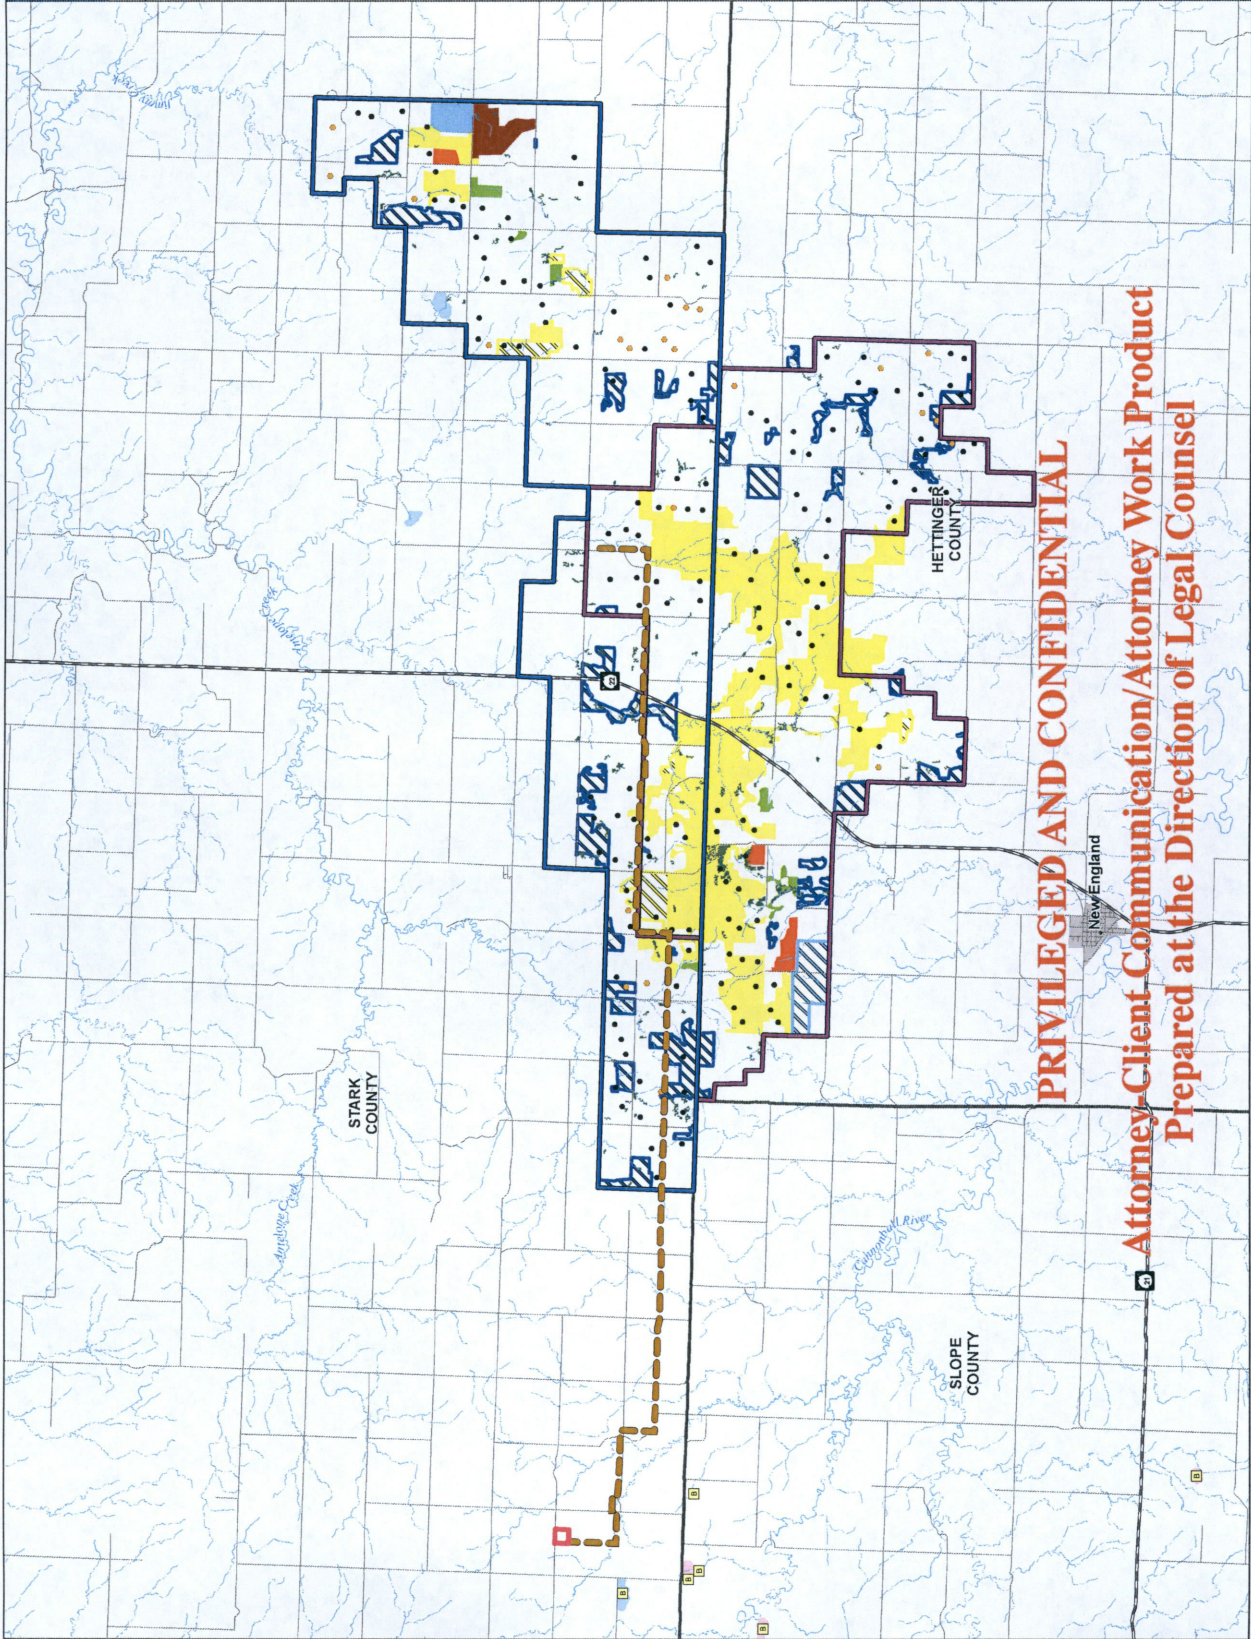 STARK
COUNTY
Antelope Creek
22
HETTINGER
COUNTY
New England
SLOPE
COUNTY
Cannonball River
21
B
B
B
B
B
B
PRIVILEGED AND CONFIDENTIAL
Attorney-Client Communication/Attorney Work Product
Prepared at the Direction of Legal Counsel